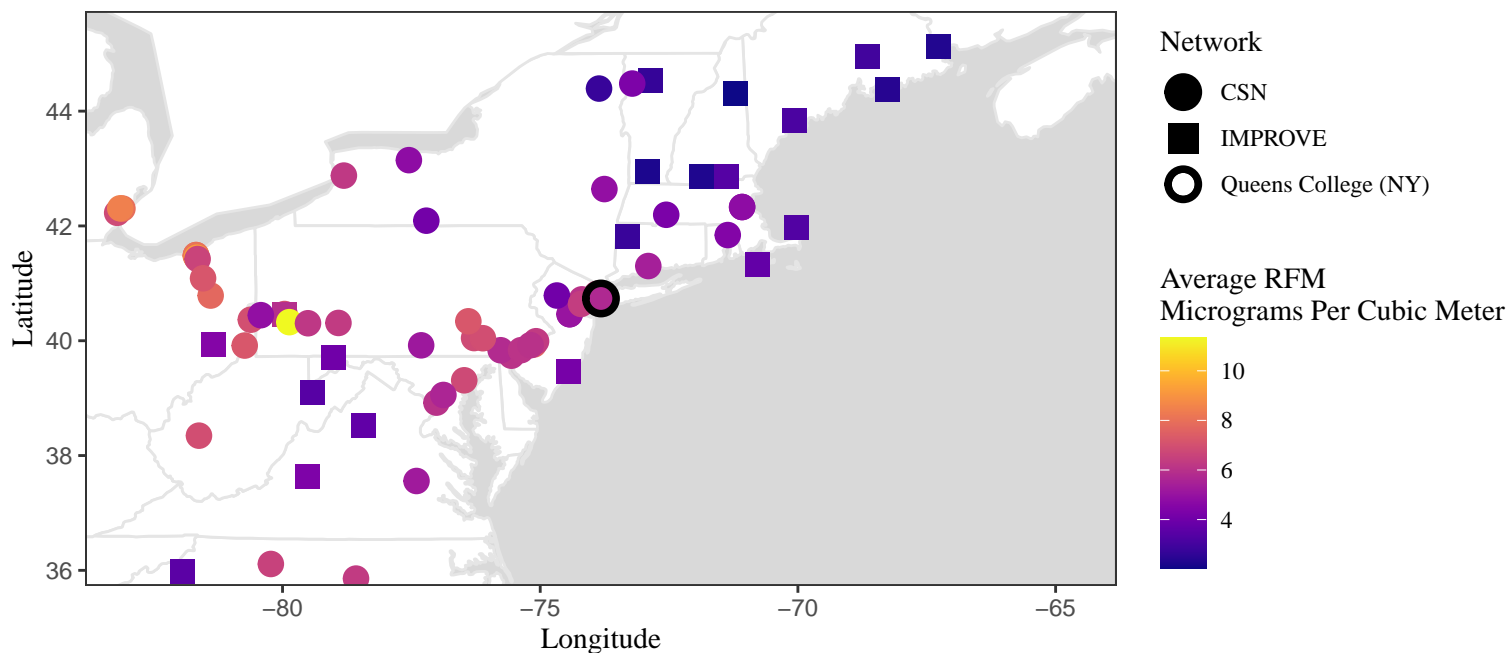 Network
CSN
IMPROVE
Queens College (NY)
Average RFM
Micrograms Per Cubic Meter
10
8
6
4
Latitude
44
42
40
38
36
−80
−75
−70
−65
Longitude